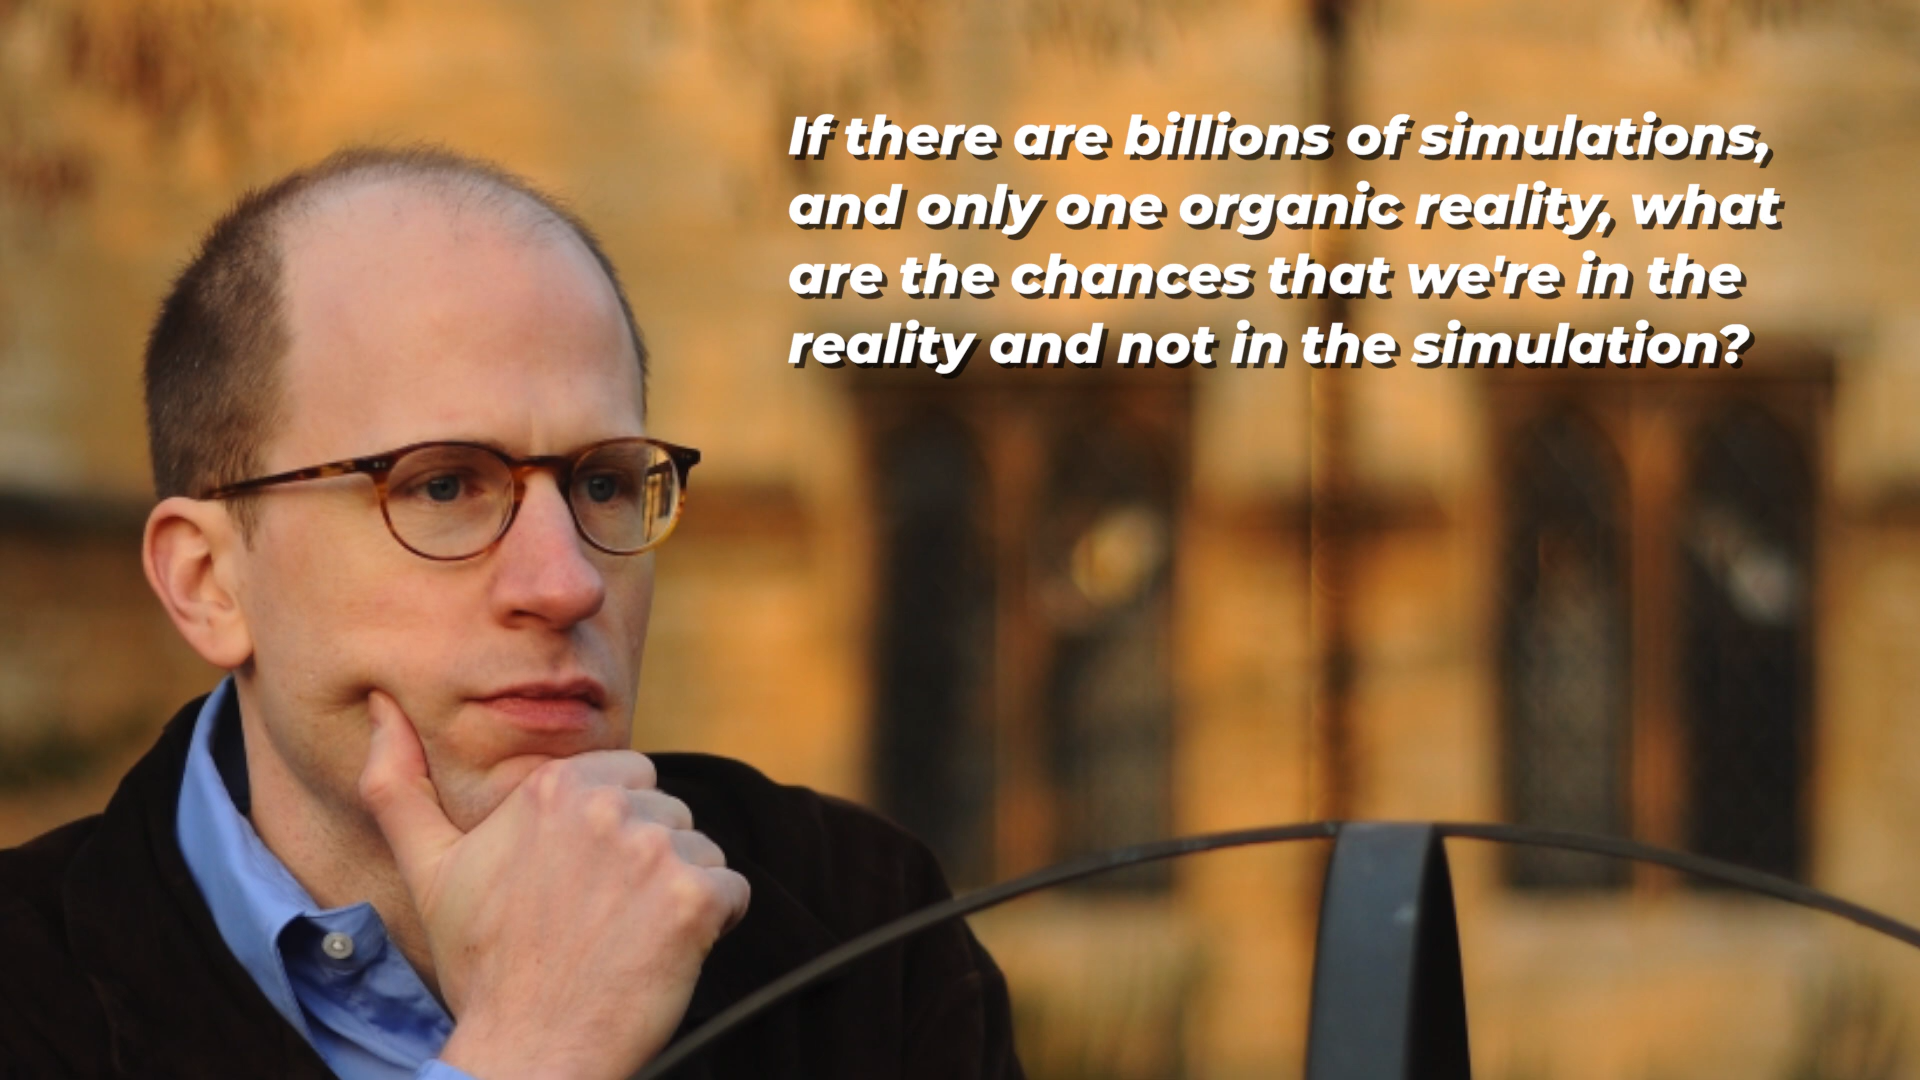 If there are billions of simulations,
and only one organic reality, what
are the chances that we're in the
reality and not in the simulation?